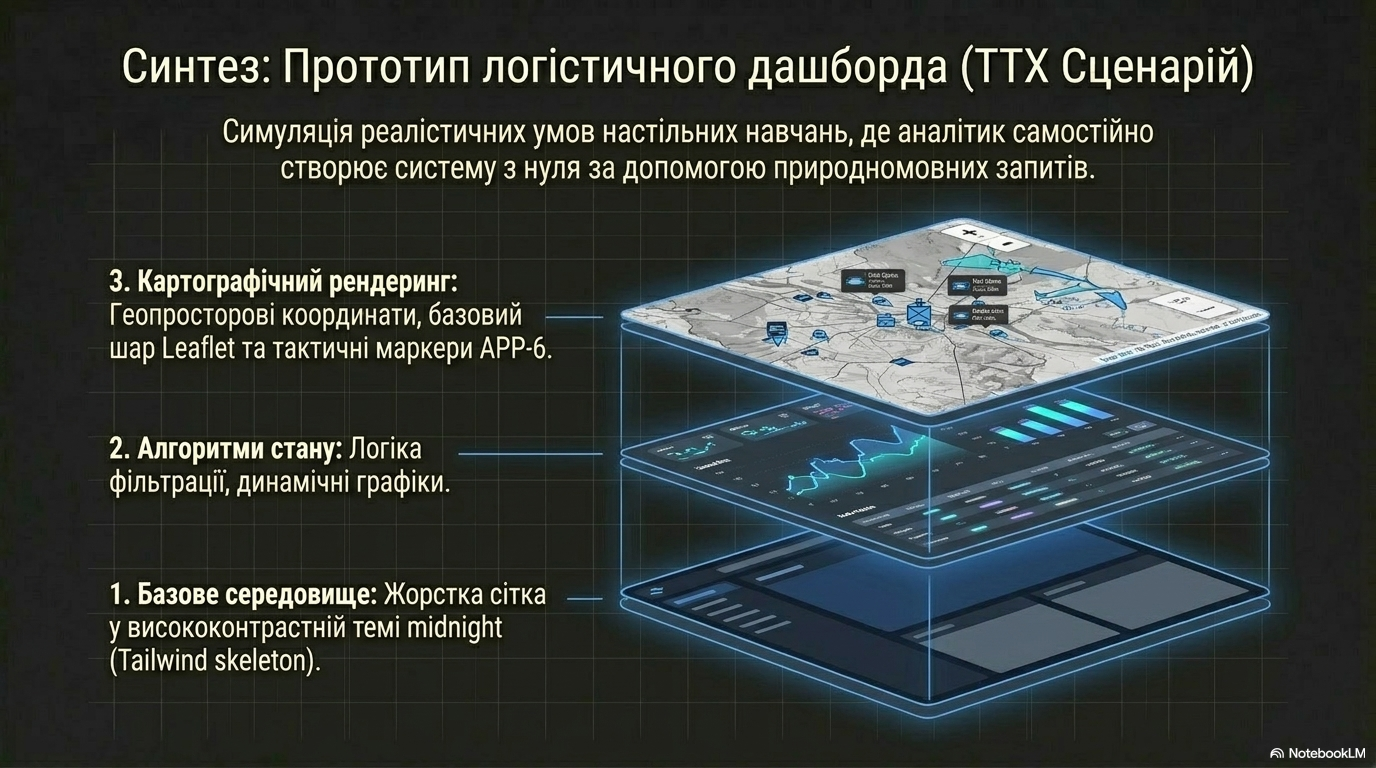 Синтез: Прототип логістичного дашборда (ТТХ Сценарій)
Симуляція реалістичних умов настільних навчань, де аналітик самостійно
створює систему з нуля за допомогою природномовних запитів.
3. Картографічний рендеринг:
Геопросторові координати, базовий
шар Leaflet та тактичні маркери APP-6.
2. Алгоритми стану: Логіка
фільтрації, динамічні графіки.
1. Базове середовище: Жорстка сітка
у висококонтрастній темі midnight
(Tailwind skeleton).
+
-
NotebookLM